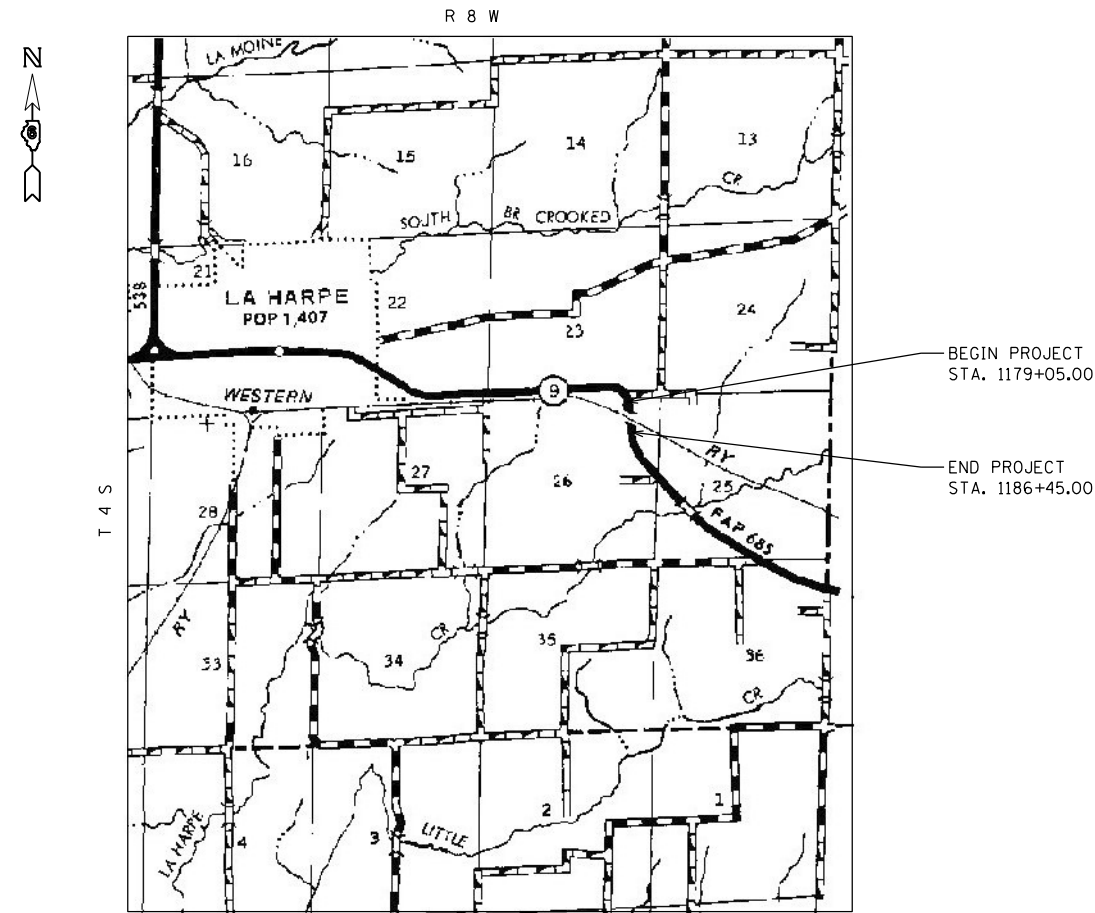 R 8 W
N
6
LA MOINE
16
15
14
13
CR
SOUTH BR CROOKED
21
LA HARPE
POP 1,407
22
23
24
538
9
WESTERN
BEGIN PROJECT
STA. 1179+05.00
RY
END PROJECT
STA. 1186+45.00
27
26
25
28
FAP 685
T 4 S
RY
33
34
CR
35
36
CR
LA HARPE
4
3
LITTLE
2
1